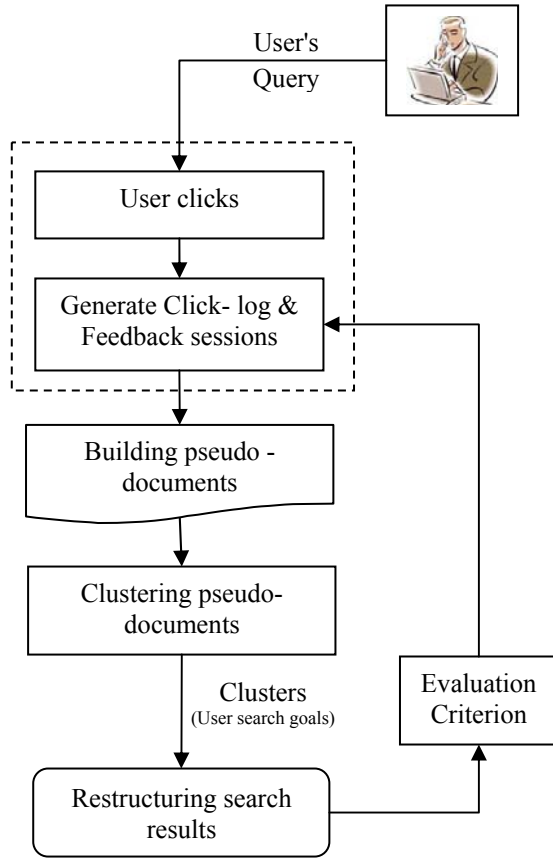 User's
Query
User clicks
Generate Click- log &
Feedback sessions
Building pseudo -
documents
Clustering pseudo-
documents
Clusters
(User search goals)
Evaluation
Criterion
Restructuring search
results